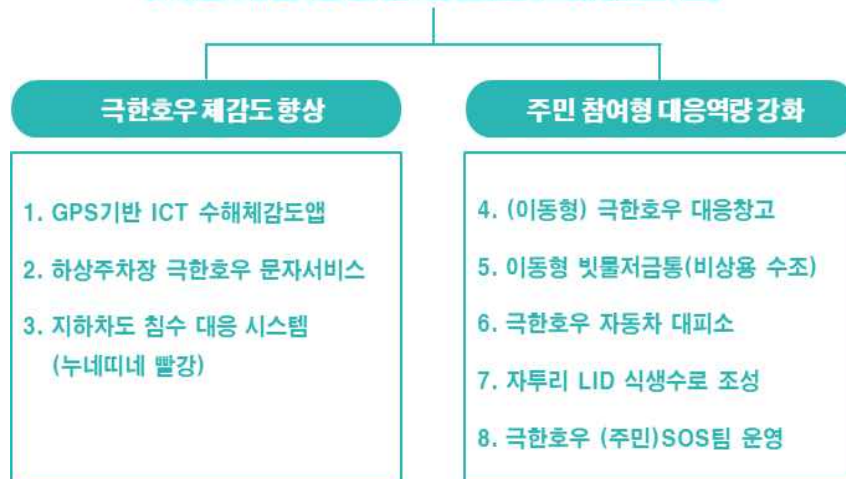 극한호우 체감도 향상
1. GPS기반 ICT 수해체감도앱
2. 하상주차장 극한호우 문자서비스
3. 지하차도 침수 대응 시스템
(누네띠네 빨강)
주민 참여형 대응역량 강화
4. (이동형) 극한호우 대응창고
5. 이동형 빗물저금통(비상용 수조)
6. 극한호우 자동차 대피소
7. 자투리 LID 식생수로 조성
8. 극한호우 (주민)SOS팀 운영